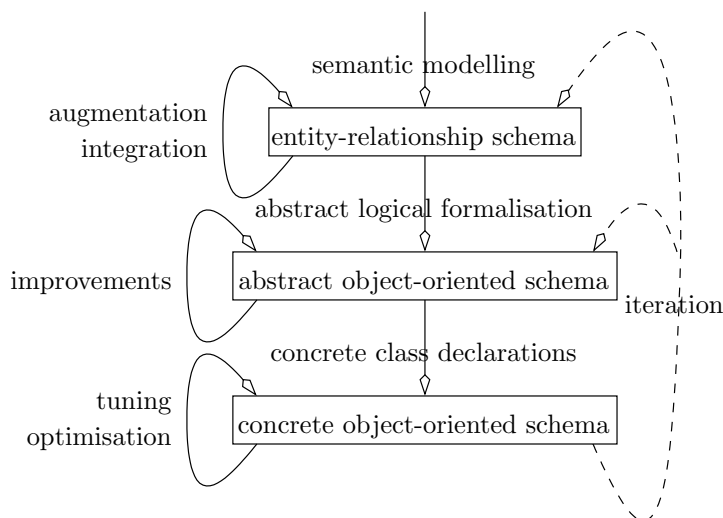 semantic modelling
augmentation
integration
entity-relationship schema
abstract logical formalisation
improvements
abstract object-oriented schema
iteration
concrete class declarations
tuning
optimisation
concrete object-oriented schema